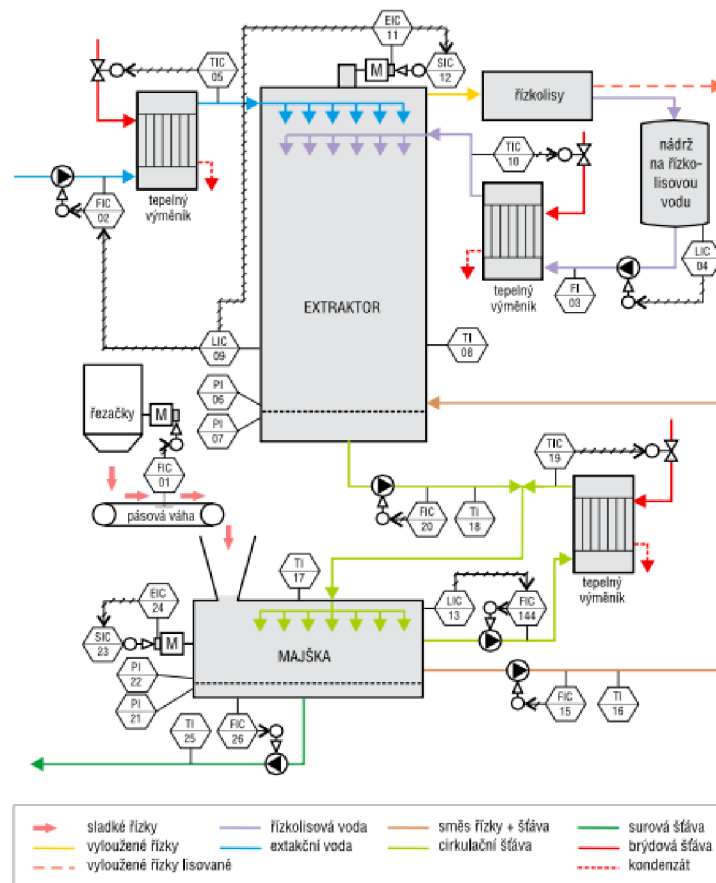 EIC
11
TIC
05
M
SIC
12
řízkolisy
nádrž
na řízko-
lisovou
vodu
TIC
10
FIC
02
tepelný
výměník
LIC
04
FI
03
tepelný
výměník
EXTRAKTOR
LIC
09
TI
08
PI
06
PI
07
řezačky
M
FIC
01
pásová váha
TIC
19
FIC
20
TI
18
tepelný
výměník
TI
17
EIC
24
LIC
13
FIC
144
SIC
23
M
MAJŠKA
PI
22
PI
21
FIC
15
TI
16
TI
25
FIC
26
sladké řízky
řízkolisová voda
směs řízky + šťáva
surová šťáva
vyloužené řízky
extakční voda
cirkulační šťáva
brýdová šťáva
vyloužené řízky lisované
kondenzát